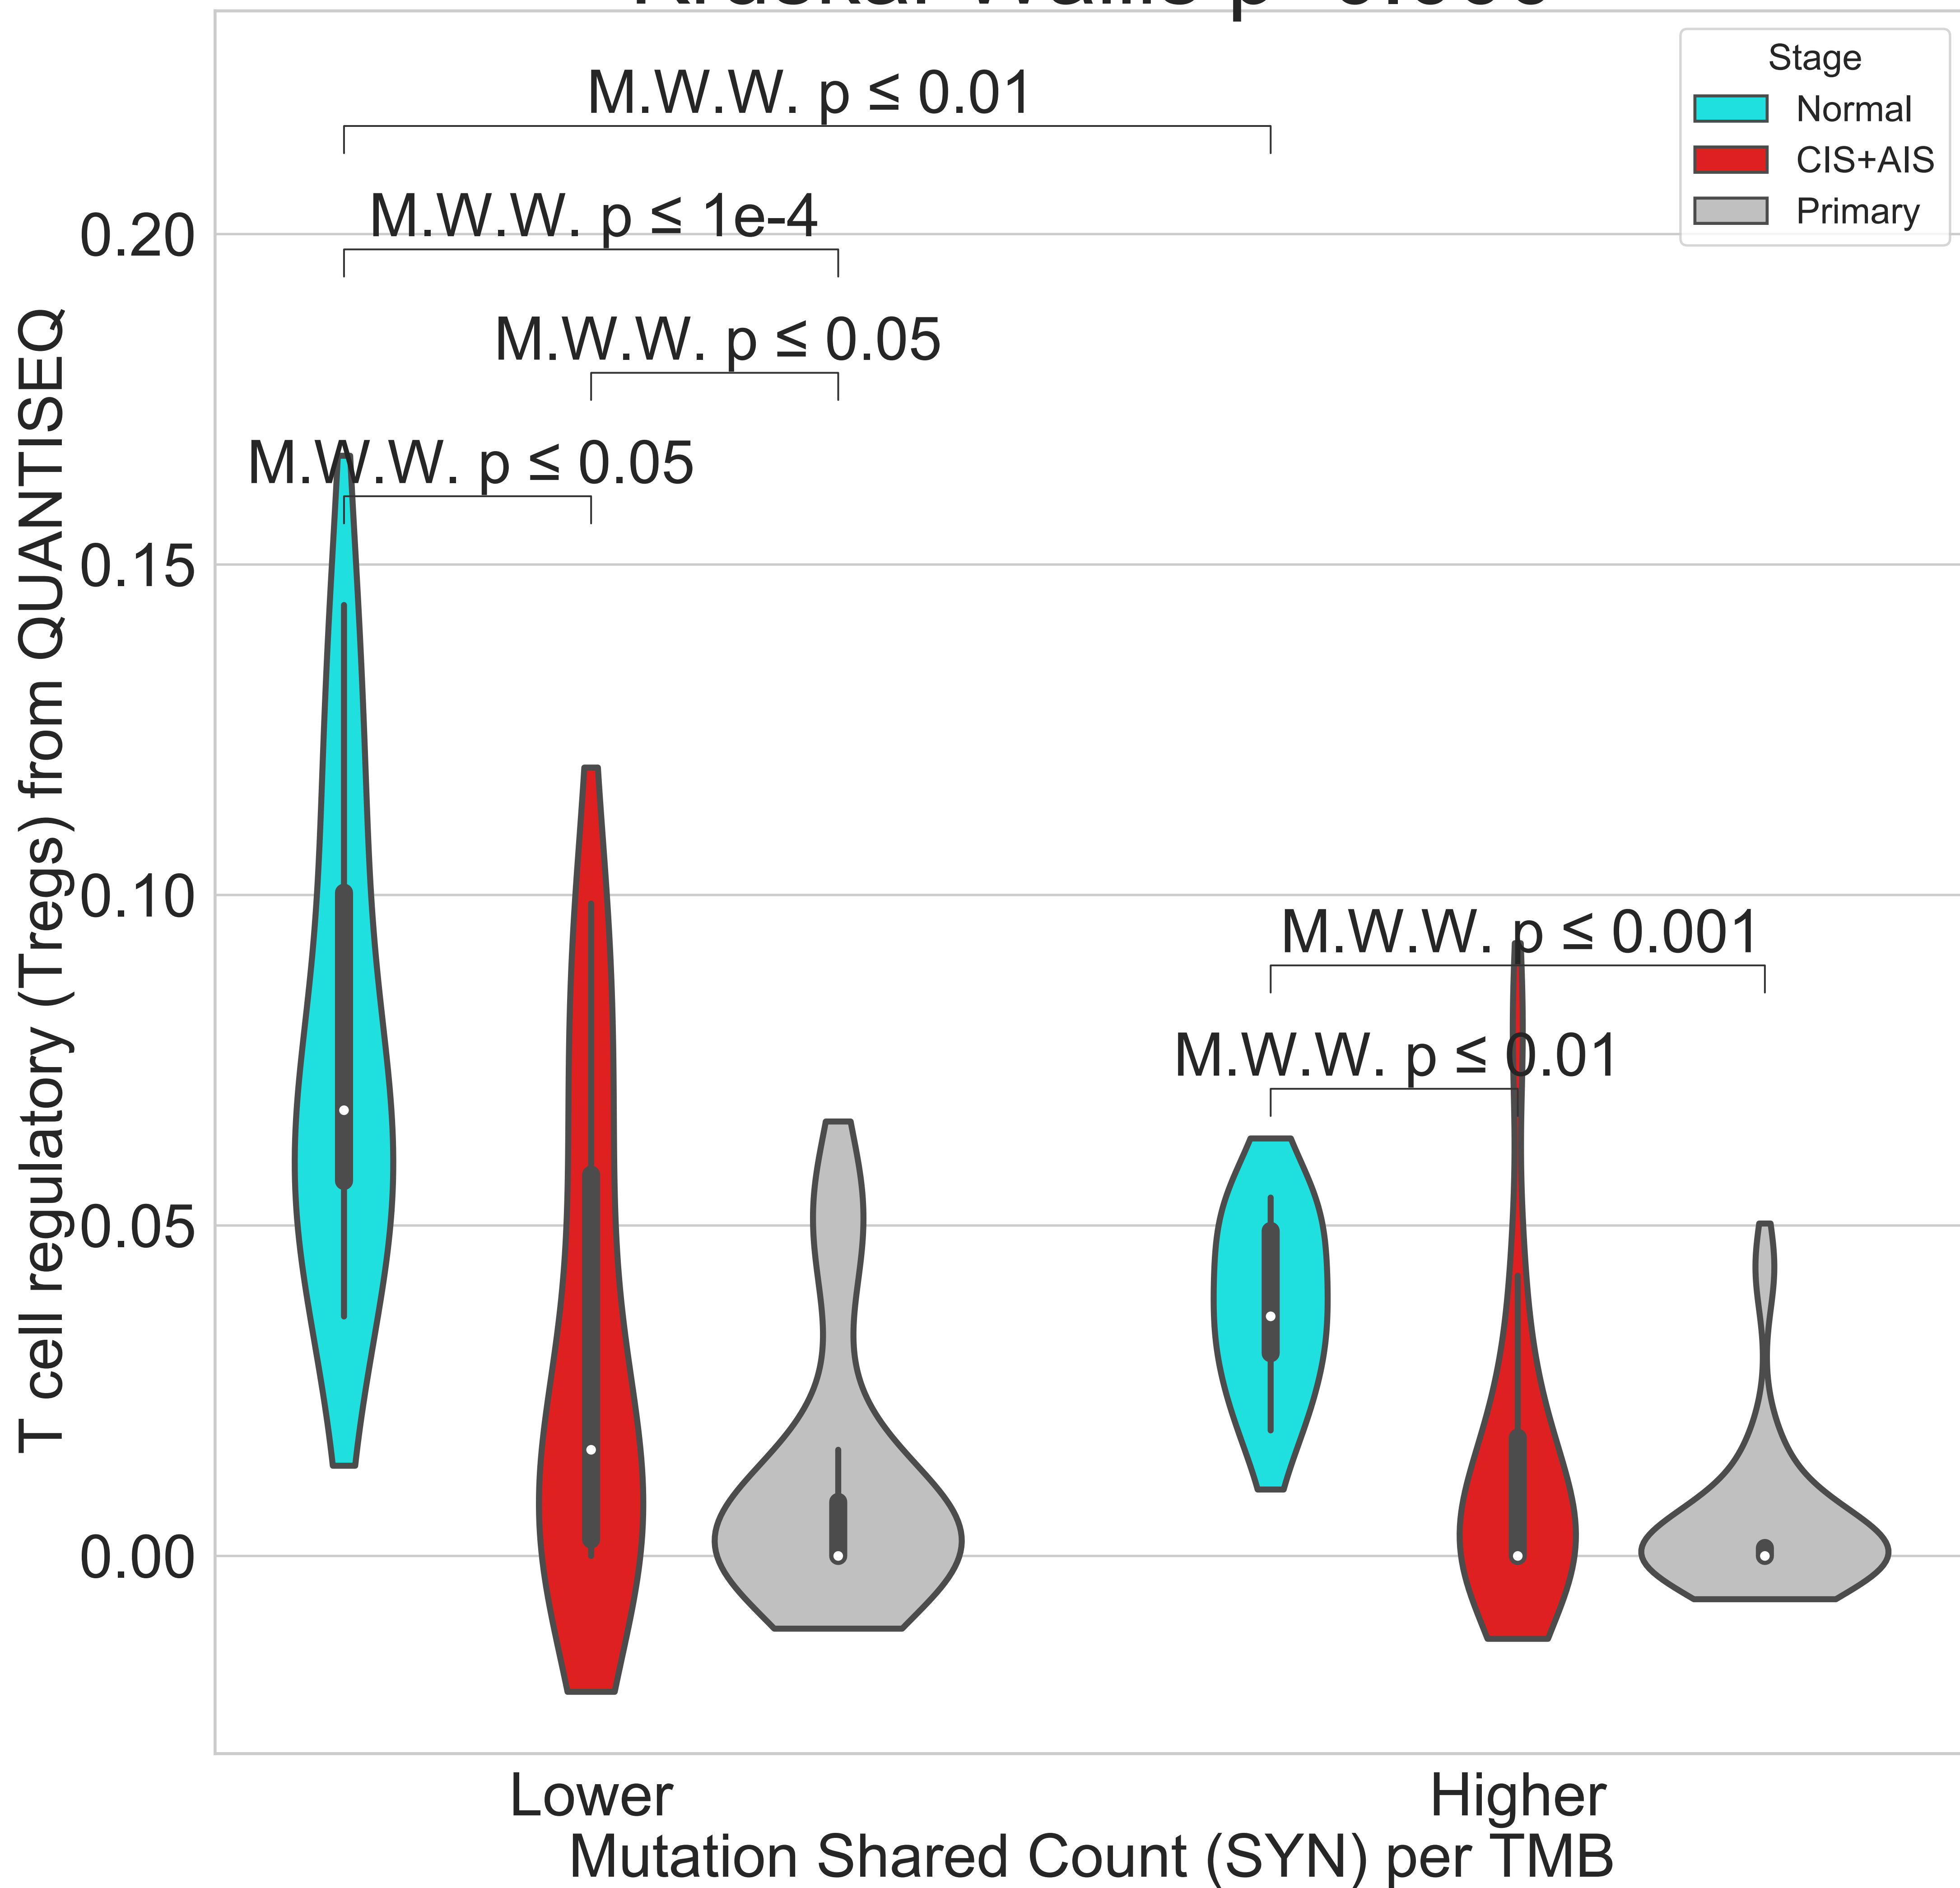 Stage
Normal
CIS+AIS
Primary
M.W.W. p ≤ 0.01
M.W.W. p ≤ 1e-4
M.W.W. p ≤ 0.05
M.W.W. p ≤ 0.05
M.W.W. p ≤ 0.001
M.W.W. p ≤ 0.01
T cell regulatory (Tregs) from QUANTISEQ
0.20
0.15
0.10
0.05
0.00
Lower
Higher
Mutation Shared Count (SYN) per TMB